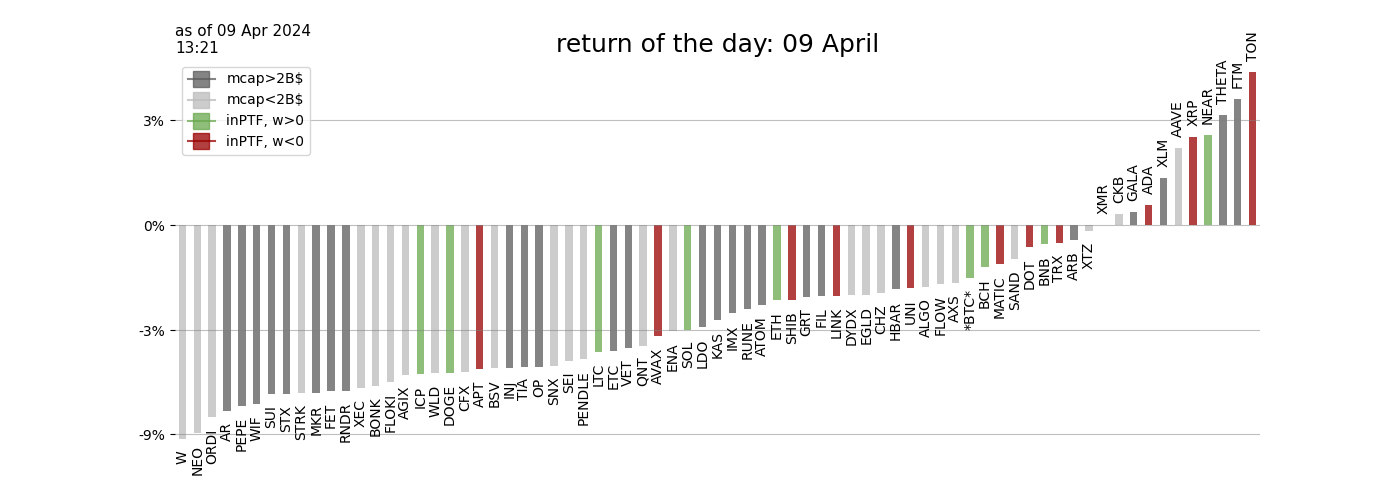 as of 09 Apr 2024
13:21
return of the day: 09 April
mcap>2B$
mcap<2B$
inPTF, w>0
inPTF, w<0
3%
0%
-3%
-9%
W
NEO
ORDI
AR
PEPE
WIF
SUI
STX
STRK
MKR
FET
RNDR
XEC
BONK
FLOKI
AGIX
ICP
WLD
DOGE
CFX
APT
BSV
INJ
TIA
OP
SNX
SEI
PENDLE
LTC
ETC
VET
QNT
AVAX
ENA
SOL
LDO
KAS
IMX
RUNE
ATOM
ETH
SHIB
GRT
FIL
LINK
DYDX
EGLD
CHZ
HBAR
UNI
ALGO
FLOW
AXS
*BTC*
BCH
MATIC
SAND
DOT
BNB
TRX
ARB
XTZ
XMR
CKB
GALA
ADA
XLM
AAVE
XRP
NEAR
THETA
FTM
TON